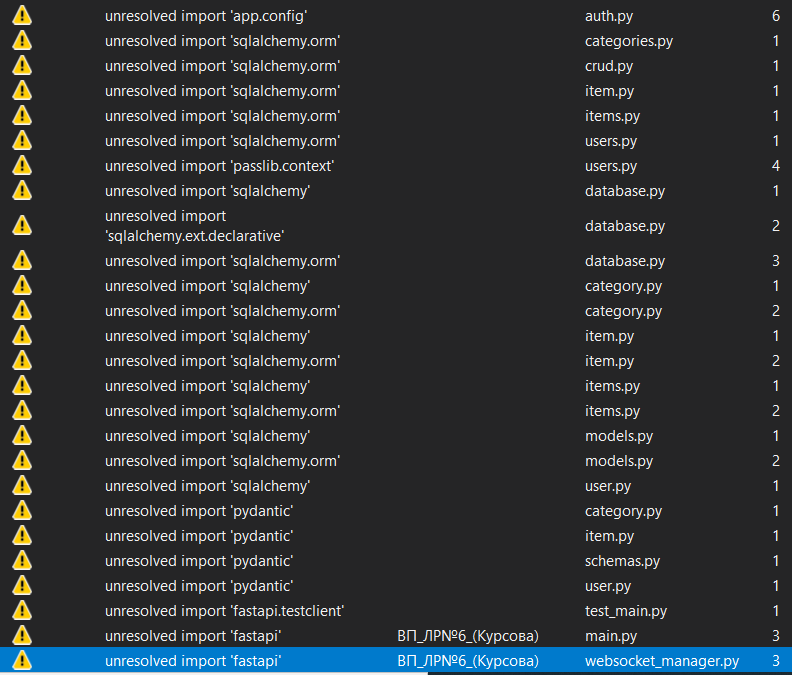 unresolved import 'app.config' auth.py 6
unresolved import 'sqlalchemy.orm' categories.py 1
unresolved import 'sqlalchemy.orm' crud.py 1
unresolved import 'sqlalchemy.orm' item.py 1
unresolved import 'sqlalchemy.orm' items.py 1
unresolved import 'sqlalchemy.orm' users.py 1
unresolved import 'passlib.context' users.py 4
unresolved import 'sqlalchemy' database.py 1
unresolved import
'sqlalchemy.ext.declarative' database.py 2
unresolved import 'sqlalchemy.orm' database.py 3
unresolved import 'sqlalchemy' category.py 1
unresolved import 'sqlalchemy.orm' category.py 2
unresolved import 'sqlalchemy' item.py 1
unresolved import 'sqlalchemy.orm' item.py 2
unresolved import 'sqlalchemy' items.py 1
unresolved import 'sqlalchemy.orm' items.py 2
unresolved import 'sqlalchemy' models.py 1
unresolved import 'sqlalchemy.orm' models.py 2
unresolved import 'sqlalchemy' user.py 1
unresolved import 'pydantic' category.py 1
unresolved import 'pydantic' item.py 1
unresolved import 'pydantic' schemas.py 1
unresolved import 'pydantic' user.py 1
unresolved import 'fastapi.testclient' test_main.py 1
unresolved import 'fastapi' ВП_ЛР№6_(Курсова) main.py 3
unresolved import 'fastapi' ВП_ЛР№6_(Курсова) websocket_manager.py 3